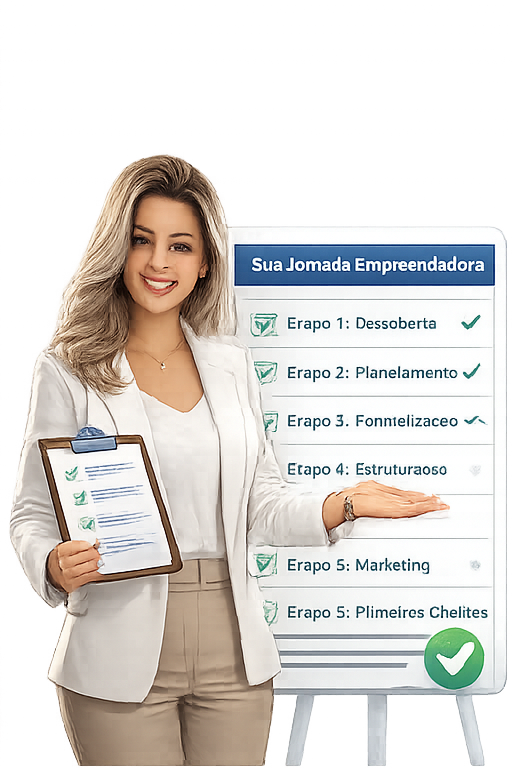 Sua Jomada Empreendadora
Erapo 1: Dessoberta
Erapo 2: Planelamento
Erapo 3. Fonmtelizaceo
Etapo 4: Estruturaoso
Erapo 5: Marketing
Erapo 5: Plimeires Chelites